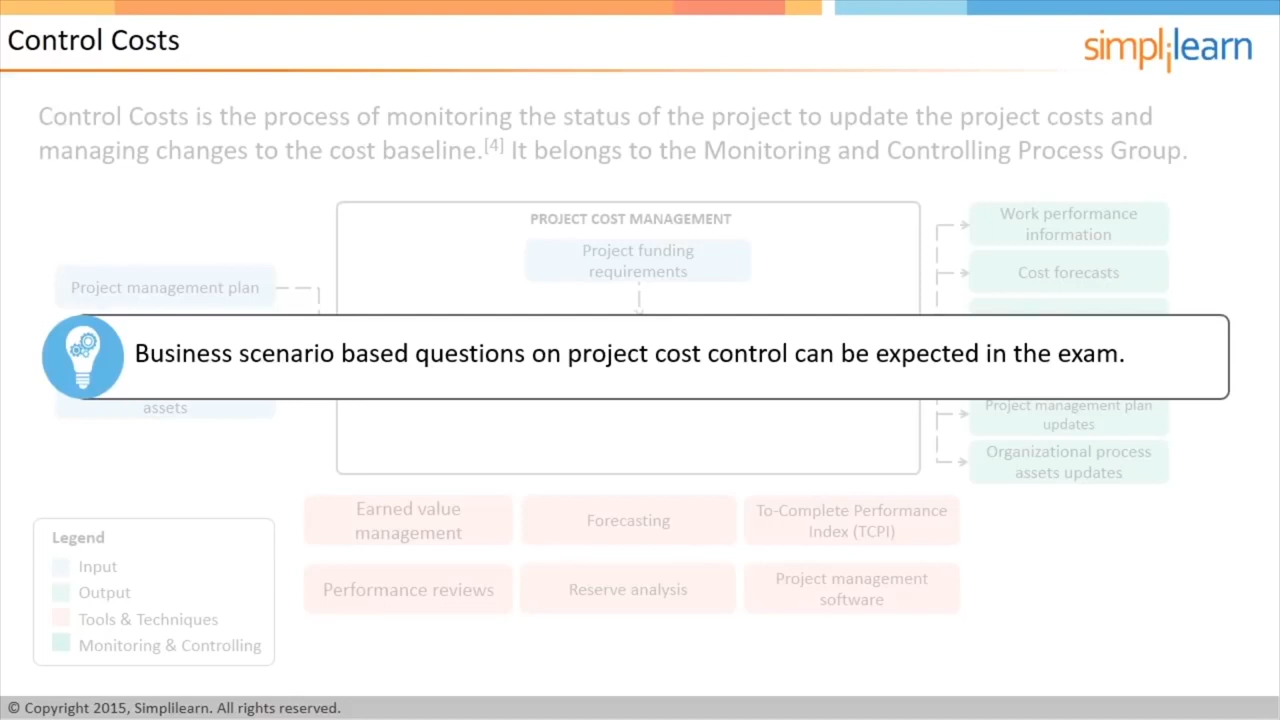 Control Costs
simplilearn
Control Costs is the process of monitoring the status of the project to update the project costs and
managing changes to the cost baseline.[4] It belongs to the Monitoring and Controlling Process Group.
PROJECT COST MANAGEMENT
Project funding
requirements
Project management plan
Work performance
information
Cost forecasts
Business scenario based questions on project cost control can be expected in the exam.
assets
Project management plan
updates
Organizational process
assets updates
Earned value
management
Forecasting
To-Complete Performance
Index (TCPI)
Performance reviews
Reserve analysis
Project management
software
Legend
Input
Output
Tools & Techniques
Monitoring & Controlling
© Copyright 2015, Simplilearn. All rights reserved.